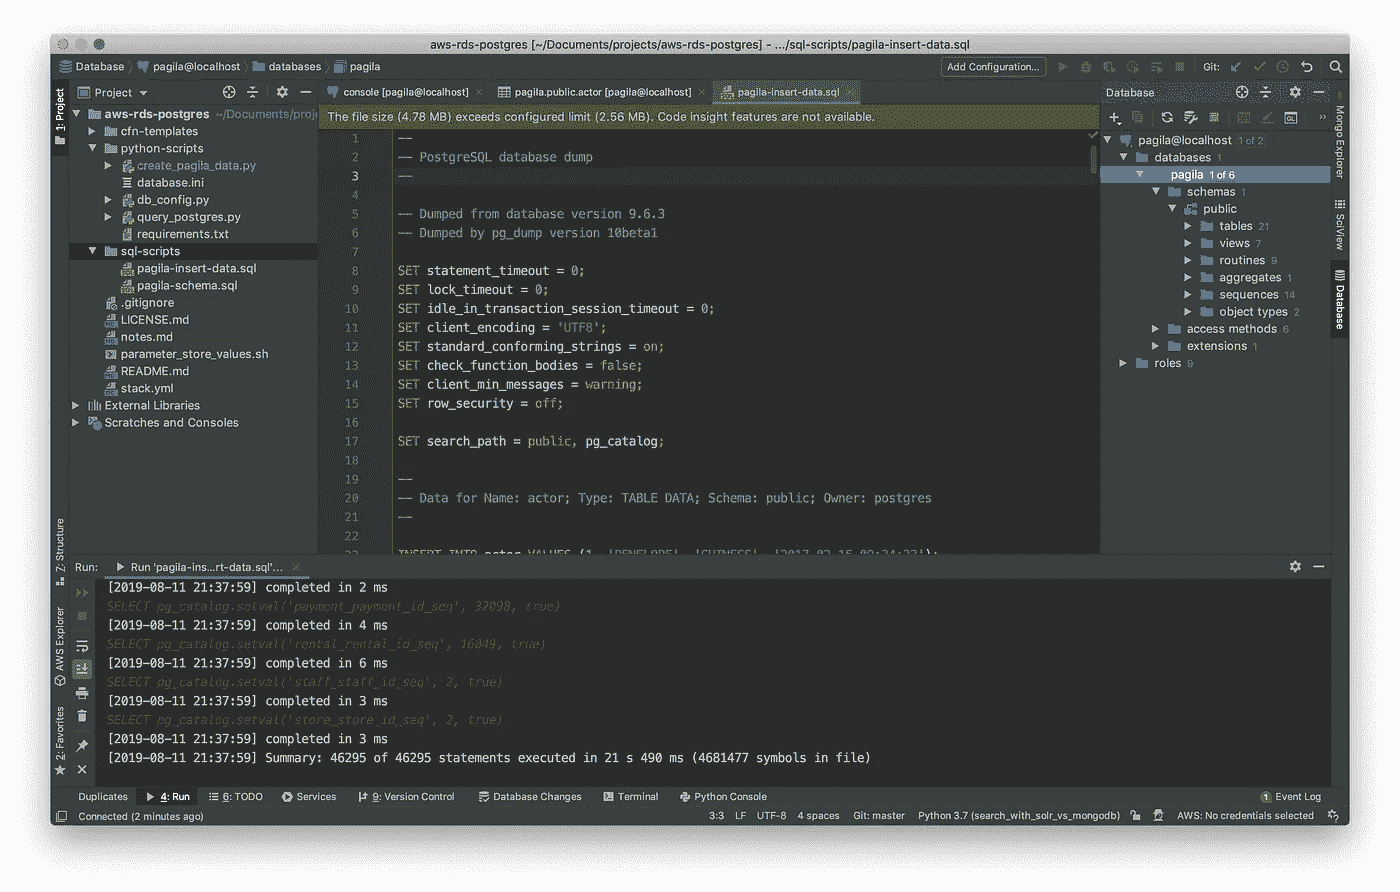 aws-rds-postgres [~/Documents/projects/aws-rds-postgres] - .../sql-scripts/pagila-insert-data.sql
Database pagila@localhost databases pagila
Add Configuration... Git:
1: Project
Project
console [pagila@localhost] pagila.public.actor [pagila@localhost] pagila-insert-data.sql
Database
The file size (4.78 MB) exceeds configured limit (2.56 MB). Code insight features are not available.
aws-rds-postgres ~/Documents/proje
cfn-templates
python-scripts
create_pagila_data.py
database.ini
db_config.py
query_postgres.py
requirements.txt
sql-scripts
pagila-insert-data.sql
pagila-schema.sql
.gitignore
LICENSE.md
notes.md
parameter_store_values.sh
README.md
stack.yml
External Libraries
Scratches and Consoles
1 --
2 -- PostgreSQL database dump
3 --
4
5 -- Dumped from database version 9.6.3
6 -- Dumped by pg_dump version 10beta1
7
8 SET statement_timeout = 0;
9 SET lock_timeout = 0;
10 SET idle_in_transaction_session_timeout = 0;
11 SET client_encoding = 'UTF8';
12 SET standard_conforming_strings = on;
13 SET check_function_bodies = false;
14 SET client_min_messages = warning;
15 SET row_security = off;
16
17 SET search_path = public, pg_catalog;
18
19 --
20 -- Data for Name: actor; Type: TABLE DATA; Schema: public; Owner: postgres
21 --
22
pagila@localhost 1 of 2
databases 1
pagila 1 of 6
schemas 1
public
tables 21
views 7
routines 9
aggregates 1
sequences 14
object types 2
access methods 6
extensions 1
roles 9
Mongo Explorer
SciView
Database
7: Structure
AWS Explorer
2: Favorites
Run: Run 'pagila-ins...rt-data.sql'...
[2019-08-11 21:37:59] completed in 2 ms
SELECT pg_catalog.setval('payment_payment_id_seq', 32098, true)
[2019-08-11 21:37:59] completed in 4 ms
SELECT pg_catalog.setval('rental_rental_id_seq', 16049, true)
[2019-08-11 21:37:59] completed in 6 ms
SELECT pg_catalog.setval('staff_staff_id_seq', 2, true)
[2019-08-11 21:37:59] completed in 3 ms
SELECT pg_catalog.setval('store_store_id_seq', 2, true)
[2019-08-11 21:37:59] completed in 3 ms
[2019-08-11 21:37:59] Summary: 46295 of 46295 statements executed in 21 s 490 ms (4681477 symbols in file)
Duplicates 4: Run 6: TODO Services 9: Version Control Database Changes Terminal Python Console 1 Event Log
Connected (2 minutes ago) 3:3 LF UTF-8 4 spaces Git: master Python 3.7 (search_with_solr_vs_mongodb) AWS: No credentials selected